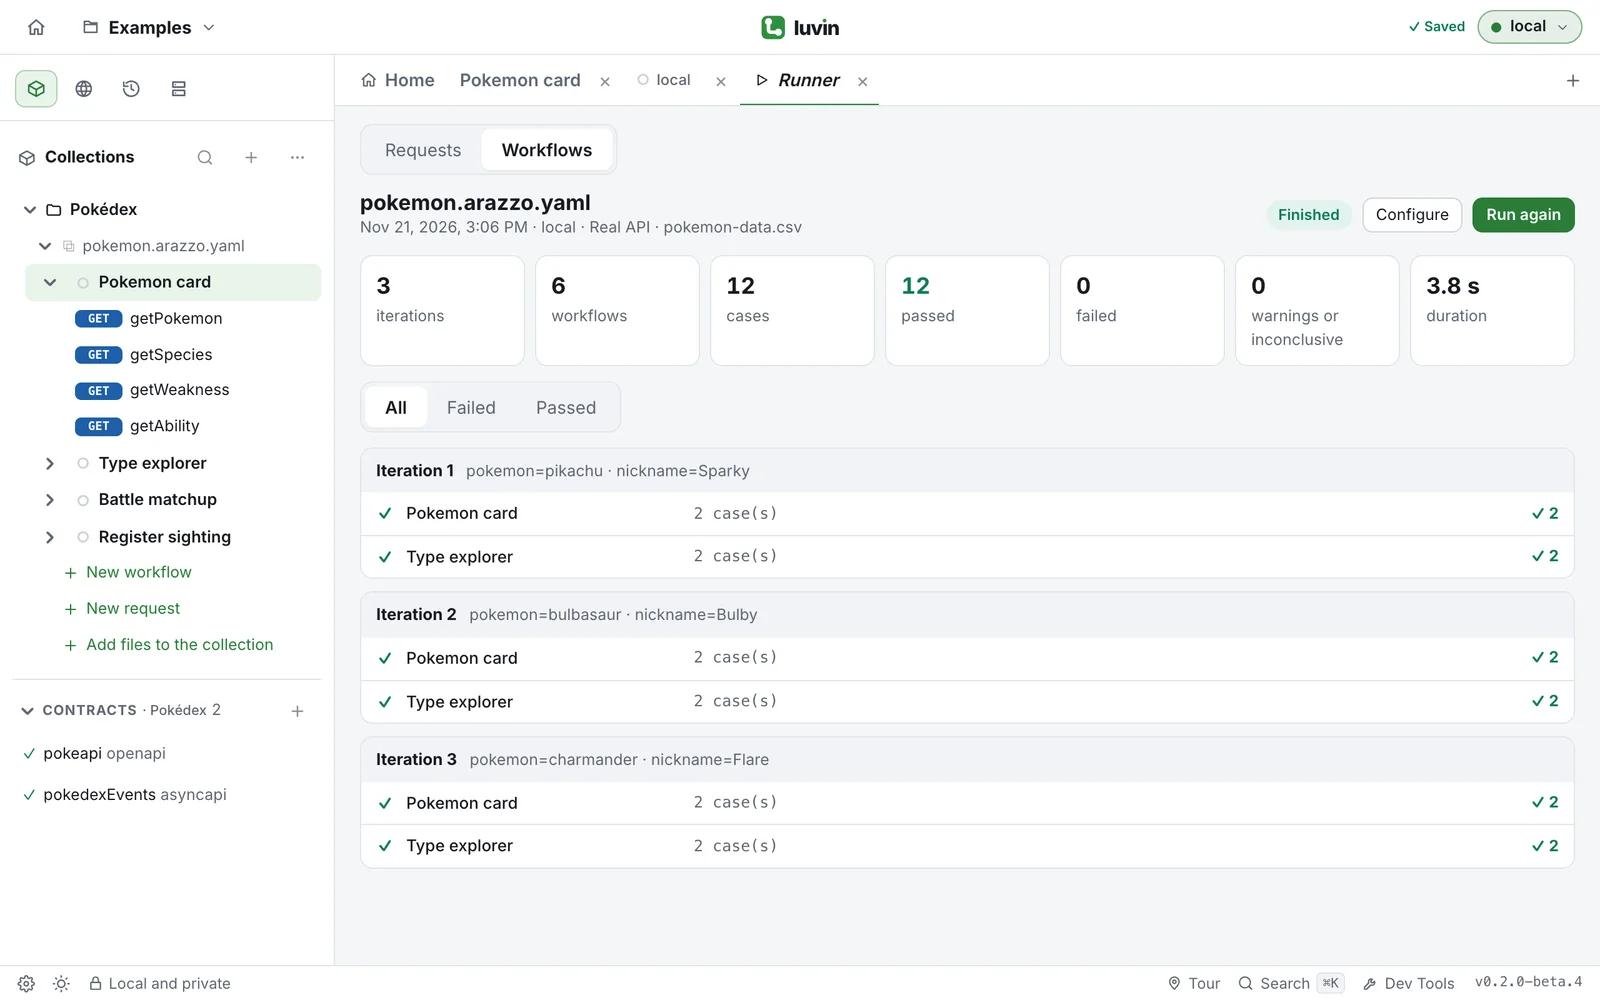 Examples
luvin
Saved
local
Home
Pokemon card
local
Runner
Collections
Pokédex
pokemon.arazzo.yaml
Pokemon card
GET getPokemon
GET getSpecies
GET getWeakness
GET getAbility
Type explorer
Battle matchup
Register sighting
New workflow
New request
Add files to the collection
CONTRACTS · Pokédex 2
pokeapi openapi
pokedexEvents asyncapi
Requests
Workflows
pokemon.arazzo.yaml
Nov 21, 2026, 3:06 PM · local · Real API · pokemon-data.csv
Finished
Configure
Run again
3
iterations
6
workflows
12
cases
12
passed
0
failed
0
warnings or
inconclusive
3.8 s
duration
All
Failed
Passed
Iteration 1 pokemon=pikachu · nickname=Sparky
Pokemon card 2 case(s) 2
Type explorer 2 case(s) 2
Iteration 2 pokemon=bulbasaur · nickname=Bulby
Pokemon card 2 case(s) 2
Type explorer 2 case(s) 2
Iteration 3 pokemon=charmander · nickname=Flare
Pokemon card 2 case(s) 2
Type explorer 2 case(s) 2
Local and private
Tour
Search ⌘K
Dev Tools
v0.2.0-beta.4